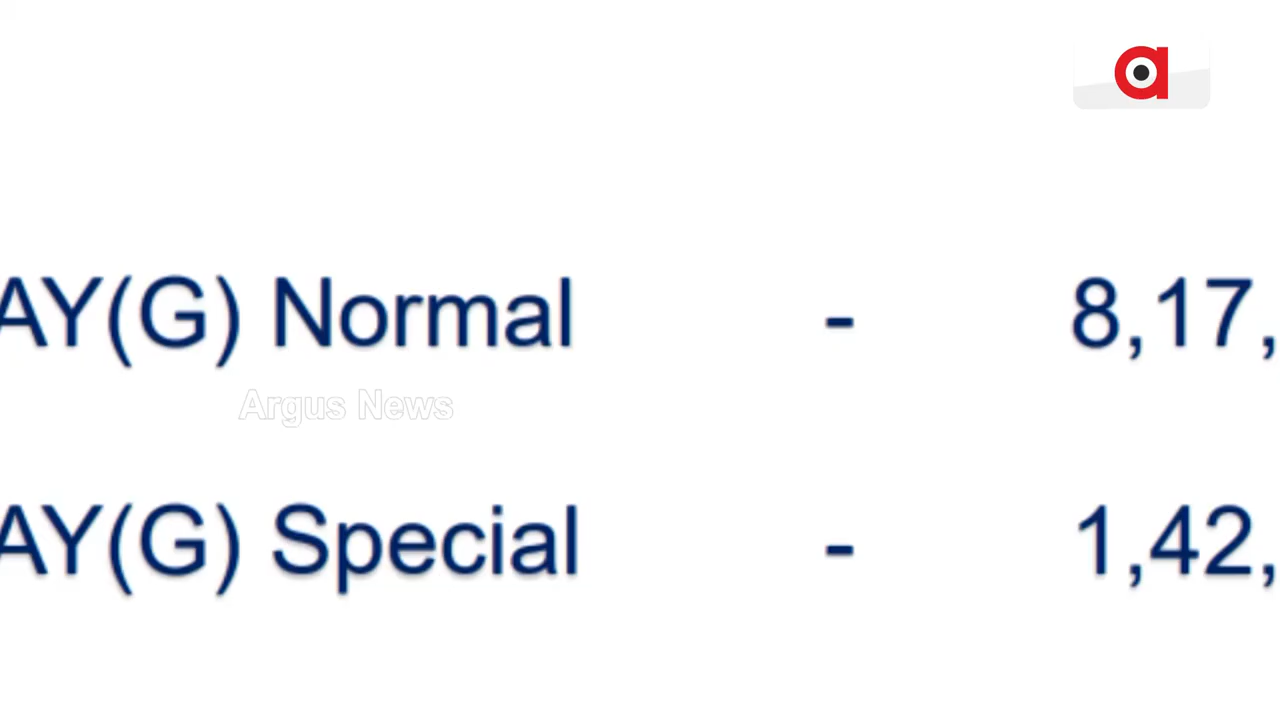 AY(G) Normal - 8,17,
Argus News
AY(G) Special - 1,42,